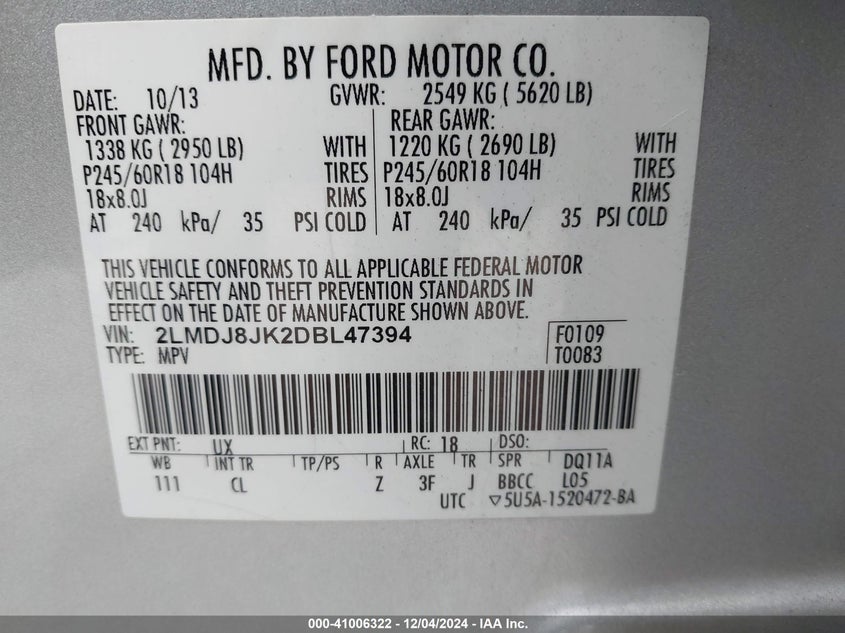 MFD. BY FORD MOTOR CO.
DATE: 10/13 GVWR: 2549 KG ( 5620 LB)
FRONT GAWR: REAR GAWR:
1338 KG ( 2950 LB) WITH 1220 KG ( 2690 LB) WITH
P245/60R18 104H TIRES P245/60R18 104H TIRES
18x8.0J RIMS 18x8.0J RIMS
AT 240 kPa/ 35 PSI COLD AT 240 kPa/ 35 PSI COLD
THIS VEHICLE CONFORMS TO ALL APPLICABLE FEDERAL MOTOR
VEHICLE SAFETY AND THEFT PREVENTION STANDARDS IN
EFFECT ON THE DATE OF MANUFACTURE SHOWN ABOVE.
VIN: 2LMDJ8JK2DBL47394 F0109
TYPE: MPV T0083
EXT PNT: UX RC: 18 DSO:
WB INT TR TP/PS R AXLE TR SPR DQ11A
111 CL Z 3F J BBCC L05
UTC ▽5U5A-1520472-BA
000-41006322 - 12/04/2024 - IAA Inc.